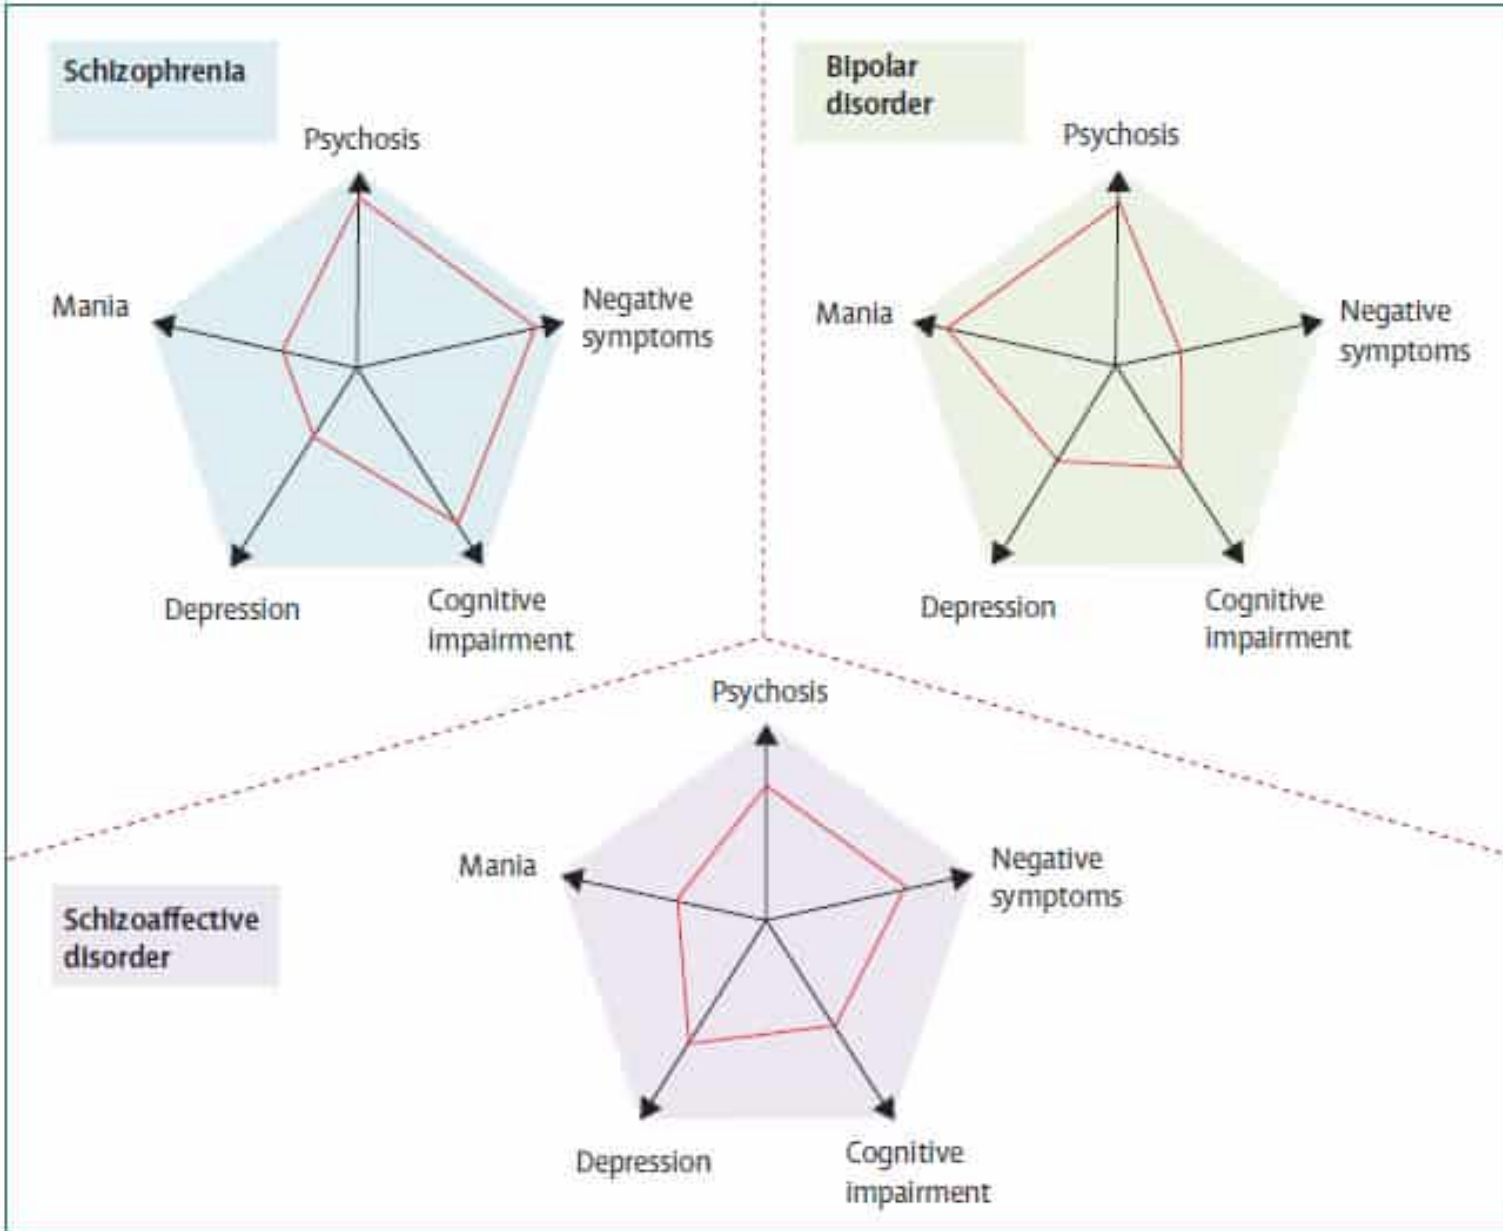 Schizophrenia
Psychosis
Mania
Negative
symptoms
Depression
Cognitive
impairment
Bipolar
disorder
Psychosis
Mania
Negative
symptoms
Depression
Cognitive
impairment
Schizoaffective
disorder
Psychosis
Mania
Negative
symptoms
Depression
Cognitive
impairment